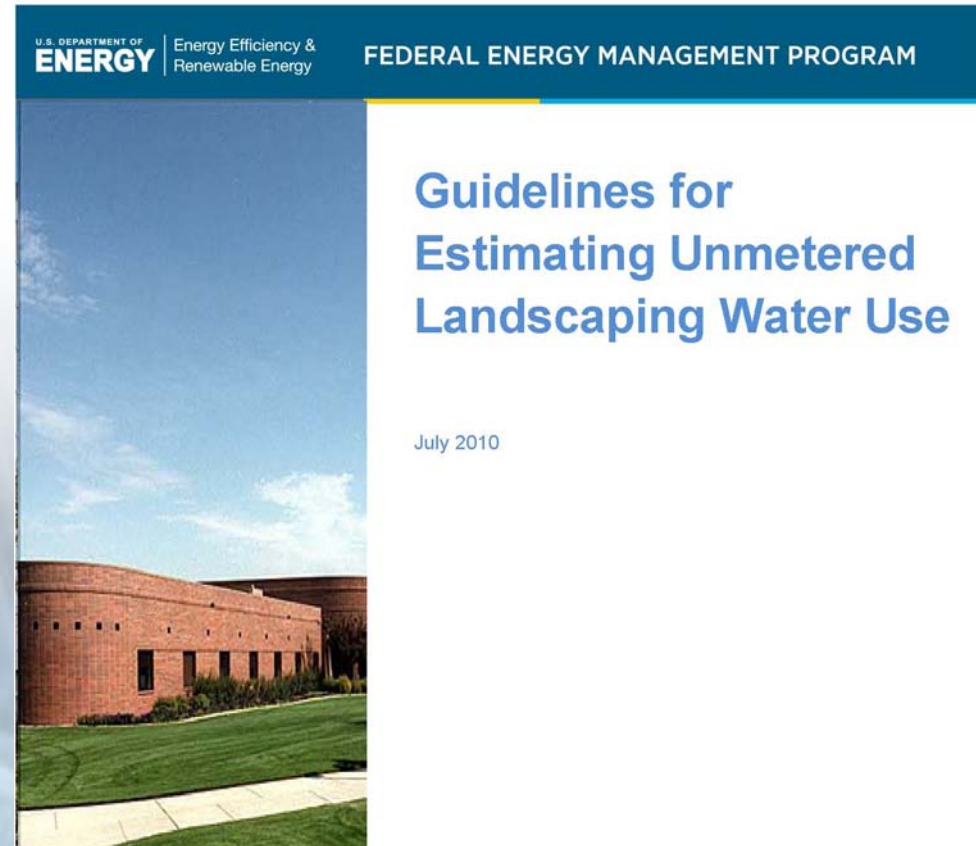 U.S. DEPARTMENT OF
ENERGY
Energy Efficiency &
Renewable Energy
FEDERAL ENERGY MANAGEMENT PROGRAM
Guidelines for
Estimating Unmetered
Landscaping Water Use
July 2010